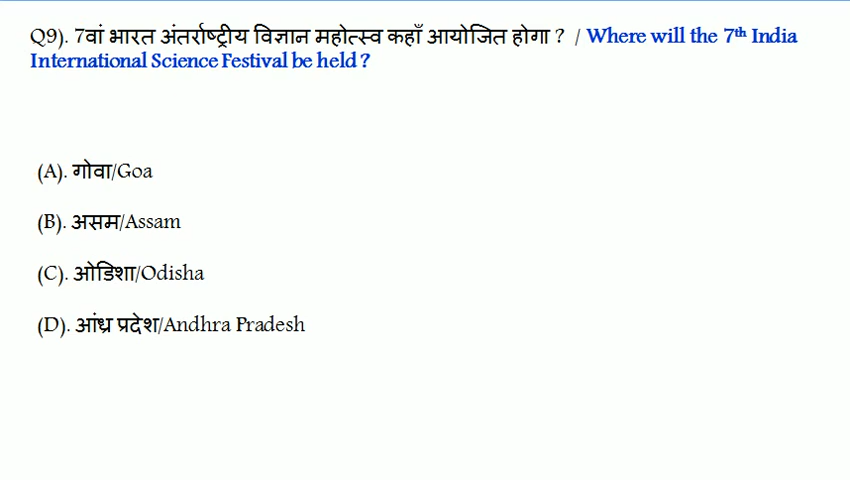 Q9). 7वां भारत अंतर्राष्ट्रीय विज्ञान महोत्स्व कहाँ आयोजित होगा ? / Where will the 7th India
International Science Festival be held ?
(A). गोवा/Goa
(B). असम/Assam
(C). ओडिशा/Odisha
(D). आंध्र प्रदेश/Andhra Pradesh